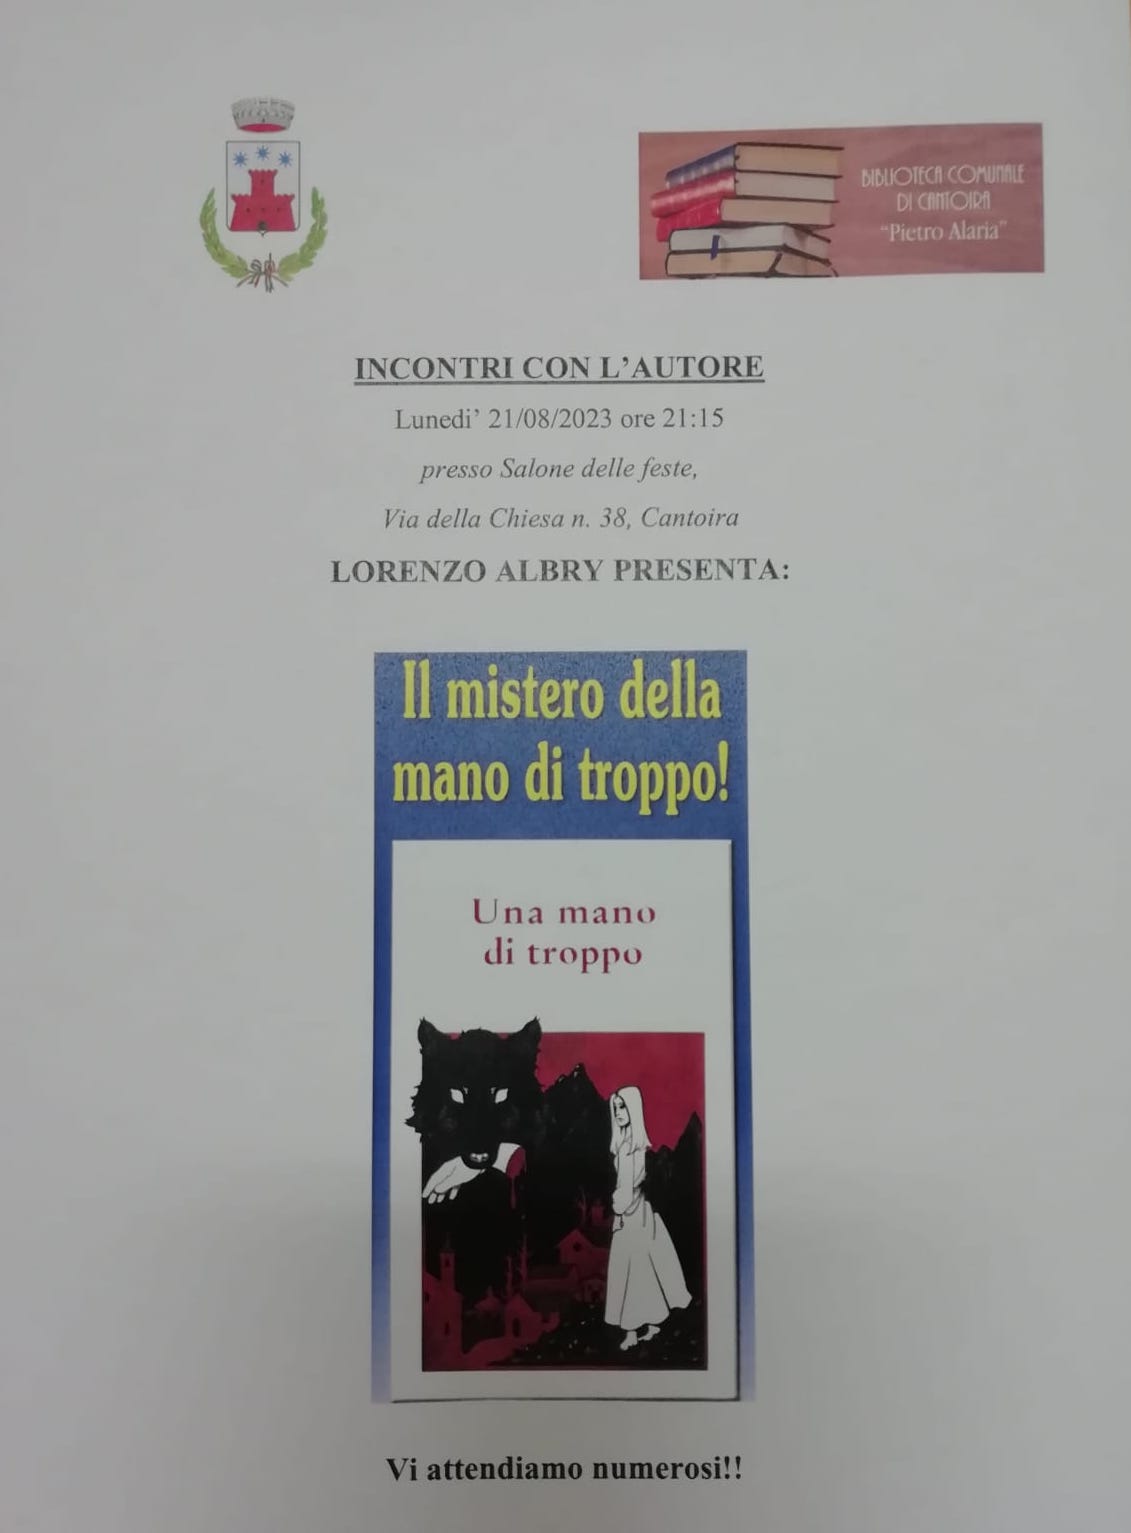 BIBLIOTECA COMUNALE
DI CANTOIRA
"Pietro Alaria"
INCONTRI CON L'AUTORE
Lunedi' 21/08/2023 ore 21:15
presso Salone delle feste,
Via della Chiesa n. 38, Cantoira
LORENZO ALBRY PRESENTA:
Il mistero della
mano di troppo!
Una mano
di troppo
Vi attendiamo numerosi!!